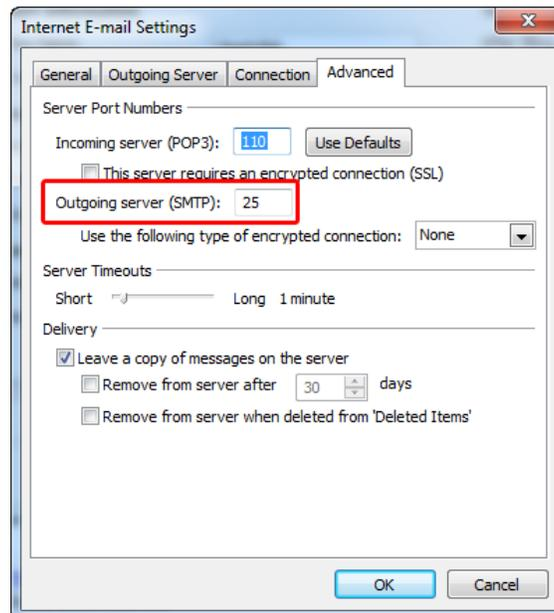 Internet E-mail Settings
General Outgoing Server Connection Advanced
Server Port Numbers
Incoming server (POP3): 110 Use Defaults
This server requires an encrypted connection (SSL)
Outgoing server (SMTP): 25
Use the following type of encrypted connection: None
Server Timeouts
Short Long 1 minute
Delivery
Leave a copy of messages on the server
Remove from server after 30 days
Remove from server when deleted from 'Deleted Items'
OK Cancel